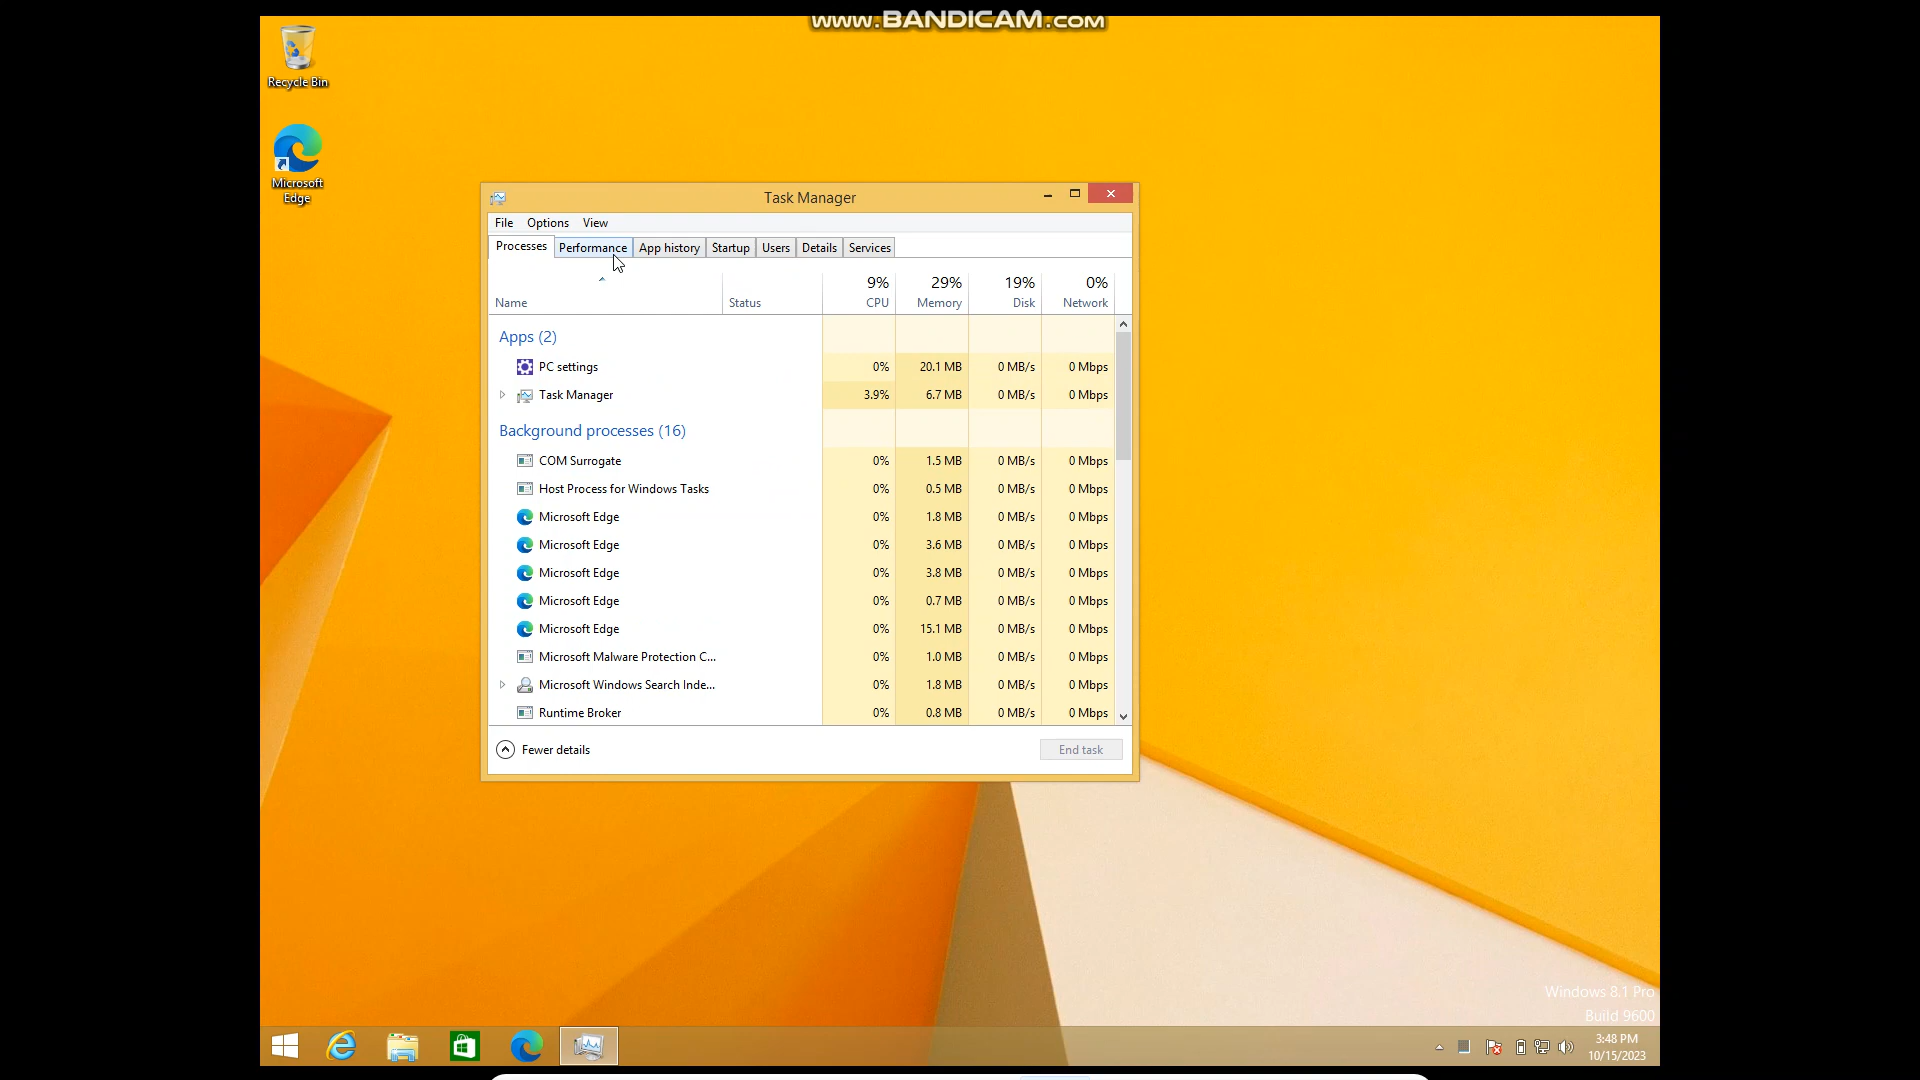 www.BANDICAM.com
Recycle Bin
Microsoft
Edge
Task Manager
File Options View
Processes Performance App history Startup Users Details Services
9% 29% 19% 0%
Name Status CPU Memory Disk Network
Apps (2)
PC settings 0% 20.1 MB 0 MB/s 0 Mbps
Task Manager 3.9% 6.7 MB 0 MB/s 0 Mbps
Background processes (16)
COM Surrogate 0% 1.5 MB 0 MB/s 0 Mbps
Host Process for Windows Tasks 0% 0.5 MB 0 MB/s 0 Mbps
Microsoft Edge 0% 1.8 MB 0 MB/s 0 Mbps
Microsoft Edge 0% 3.6 MB 0 MB/s 0 Mbps
Microsoft Edge 0% 3.8 MB 0 MB/s 0 Mbps
Microsoft Edge 0% 0.7 MB 0 MB/s 0 Mbps
Microsoft Edge 0% 15.1 MB 0 MB/s 0 Mbps
Microsoft Malware Protection C... 0% 1.0 MB 0 MB/s 0 Mbps
Microsoft Windows Search Inde... 0% 1.8 MB 0 MB/s 0 Mbps
Runtime Broker 0% 0.8 MB 0 MB/s 0 Mbps
Fewer details End task
Windows 8.1 Pro
Build 9600
3:48 PM
10/15/2023